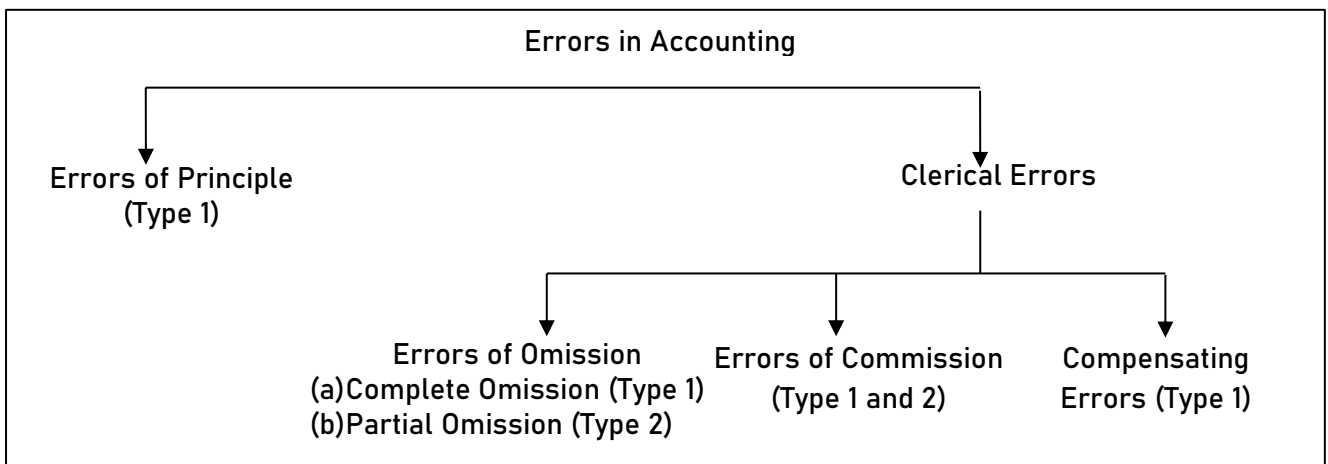 Errors in Accounting
Errors of Principle
(Type 1)
Clerical Errors
Errors of Omission
(a)Complete Omission (Type 1)
(b)Partial Omission (Type 2)
Errors of Commission
(Type 1 and 2)
Compensating
Errors (Type 1)